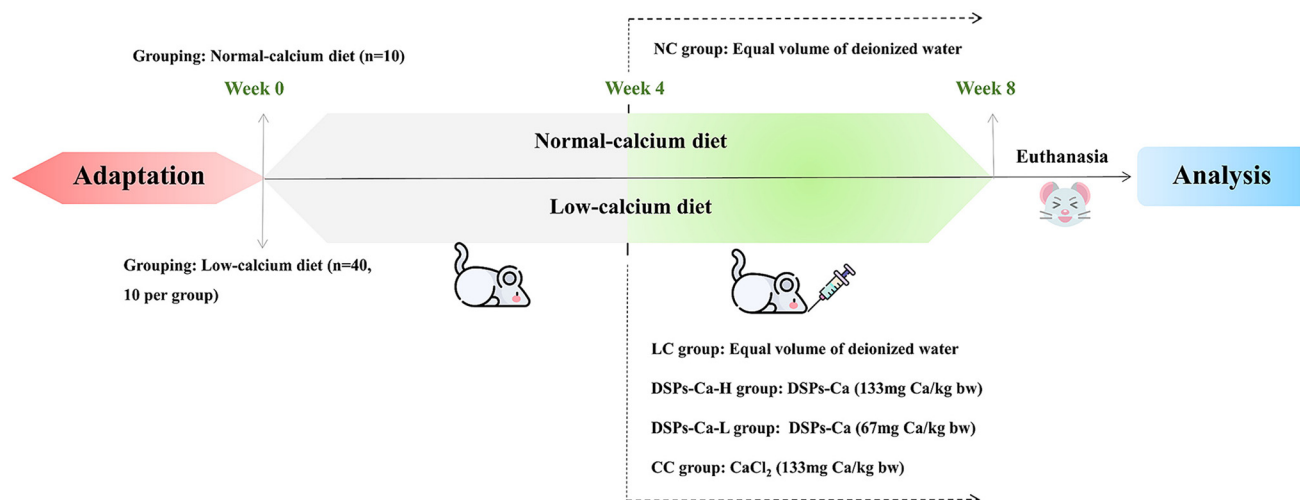 NC group: Equal volume of deionized water
Grouping: Normal-calcium diet (n=10)
Week 0
Week 4
Week 8
Normal-calcium diet
Adaptation
Euthanasia
Analysis
Low-calcium diet
Grouping: Low-calcium diet (n=40,
10 per group)
LC group: Equal volume of deionized water
DSPs-Ca-H group: DSPs-Ca (133mg Ca/kg bw)
DSPs-Ca-L group: DSPs-Ca (67mg Ca/kg bw)
CC group: CaCl₂ (133mg Ca/kg bw)